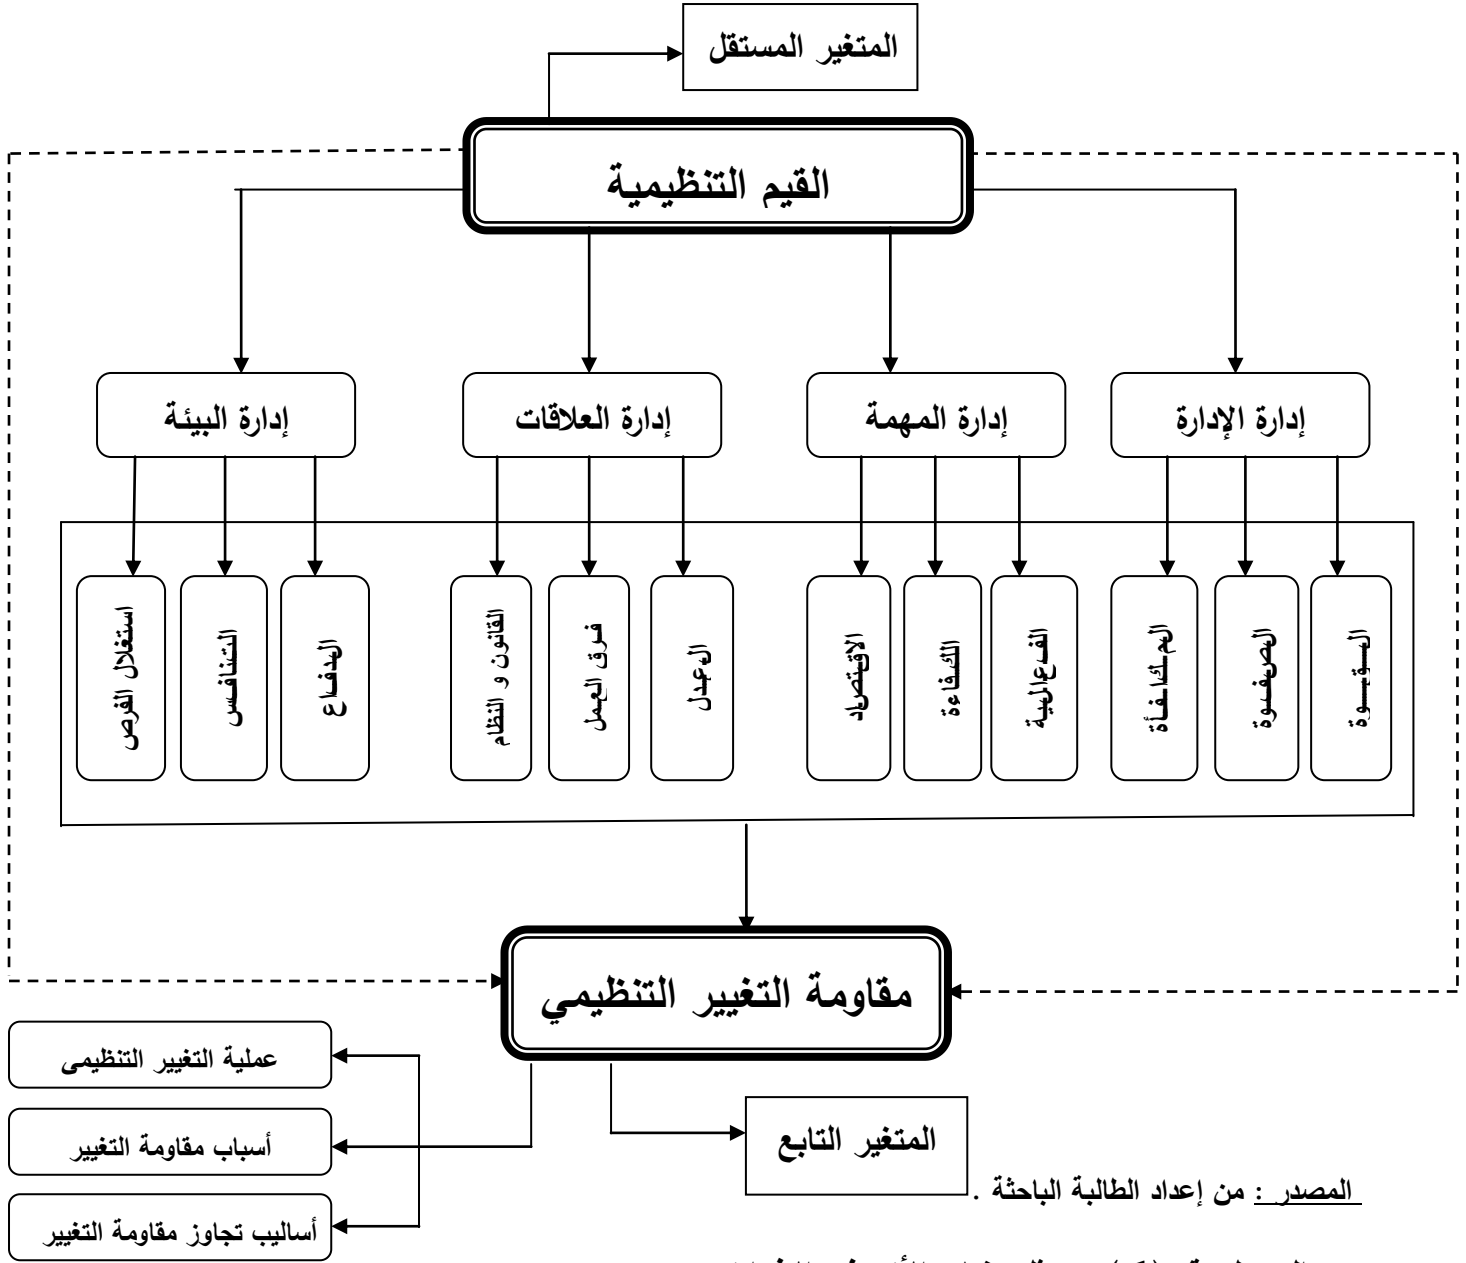 المتغير المستقل
القيم التنظيمية
إدارة الإدارة
إدارة المهمة
إدارة العلاقات
إدارة البيئة
القوة
الصفوة
المكافأة
الفعالية
الكفاءة
الاقتصاد
العدل
فرق العمل
القانون و النظام
الدفاع
التنافس
استغلال الفرص
مقاومة التغيير التنظيمي
عملية التغيير التنظيمي
أسباب مقاومة التغيير
أساليب تجاوز مقاومة التغيير
المتغير التابع
المصدر : من إعداد الطالبة الباحثة .